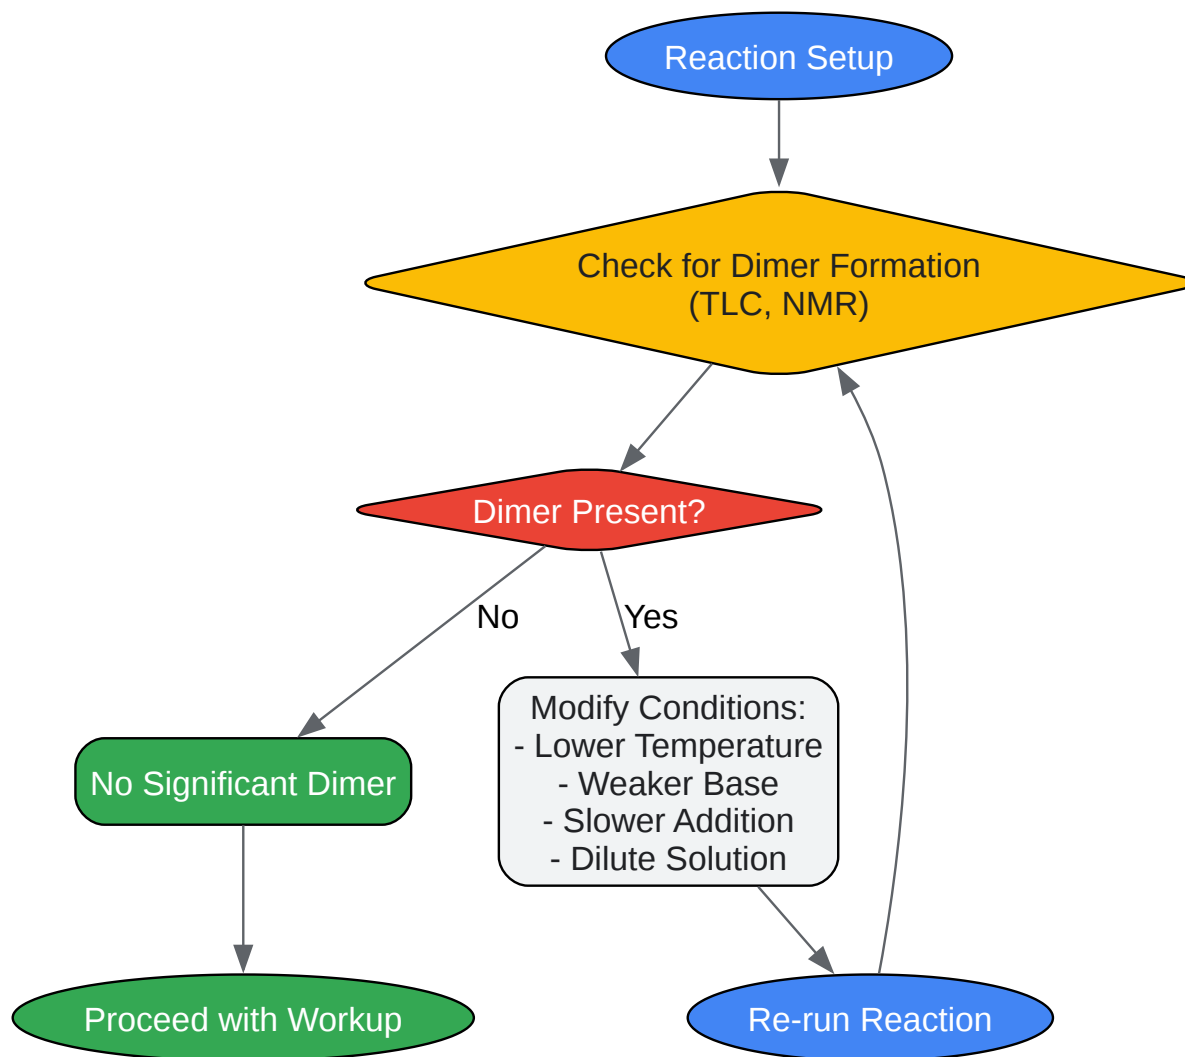 Reaction Setup
Check for Dimer Formation
(TLC, NMR)
Dimer Present?
No
Yes
Modify Conditions:
- Lower Temperature
- Weaker Base
- Slower Addition
- Dilute Solution
No Significant Dimer
Proceed with Workup
Re-run Reaction